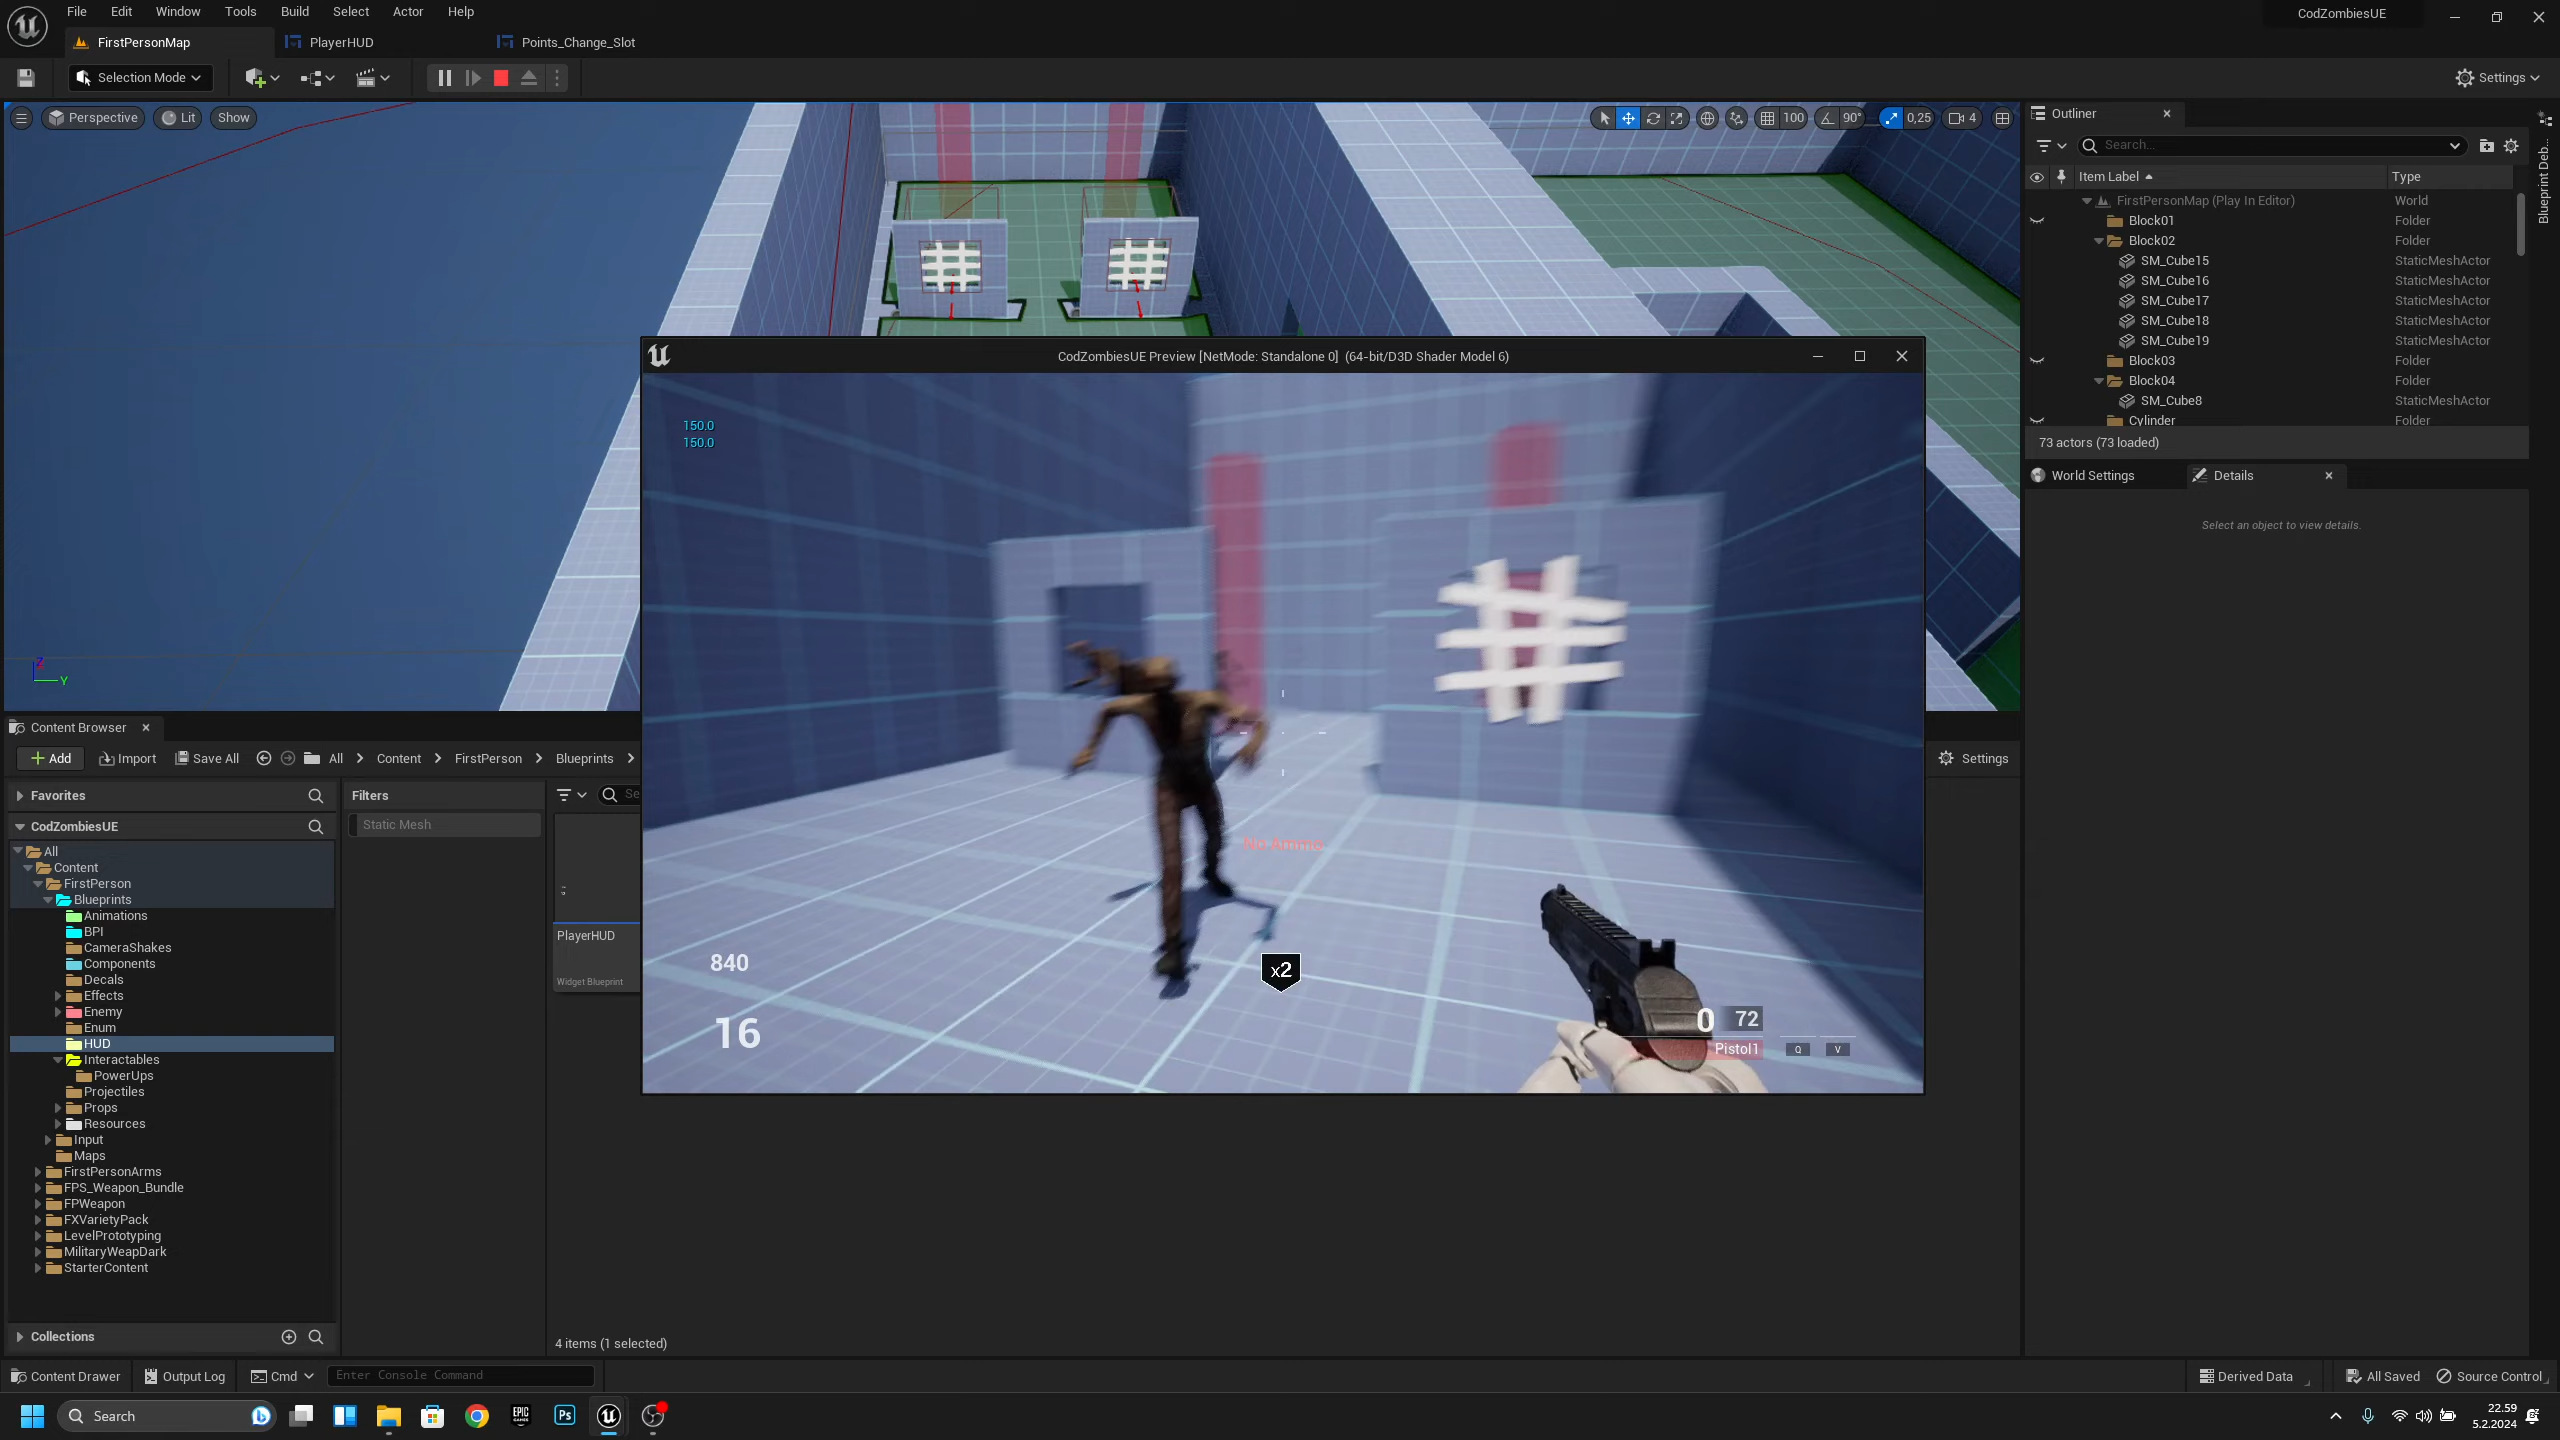 File Edit Window Tools Build Select Actor Help
CodZombiesUE
FirstPersonMap PlayerHUD Points_Change_Slot
Selection Mode
Settings
Perspective Lit Show
100 90° 0,25 4
Outliner
Search...
Item Label Type
FirstPersonMap (Play In Editor) World
Block01 Folder
Block02 Folder
SM_Cube15 StaticMeshActor
SM_Cube16 StaticMeshActor
SM_Cube17 StaticMeshActor
SM_Cube18 StaticMeshActor
SM_Cube19 StaticMeshActor
Block03 Folder
Block04 Folder
SM_Cube8 StaticMeshActor
Cylinder Folder
73 actors (73 loaded)
Blueprint Deb...
World Settings Details
Select an object to view details.
CodZombiesUE Preview [NetMode: Standalone 0] (64-bit/D3D Shader Model 6)
150.0
150.0
No Ammo
840
x2
16
0 72
Pistol1 Q V
Z
Y
Content Browser
Add Import Save All All Content FirstPerson Blueprints
Settings
Favorites
Filters
Se
CodZombiesUE
Static Mesh
All
Content
FirstPerson
Blueprints
Animations
BPI
CameraShakes
Components
Decals
Effects
Enemy
Enum
HUD
Interactables
PowerUps
Projectiles
Props
Resources
Input
Maps
FirstPersonArms
FPS_Weapon_Bundle
FPWeapon
FXVarietyPack
LevelPrototyping
MilitaryWeapDark
StarterContent
PlayerHUD
Widget Blueprint
Collections
4 items (1 selected)
Content Drawer Output Log Cmd Enter Console Command
Derived Data All Saved Source Control
Search
EPIC GAMES
Ps
22.59
5.2.2024